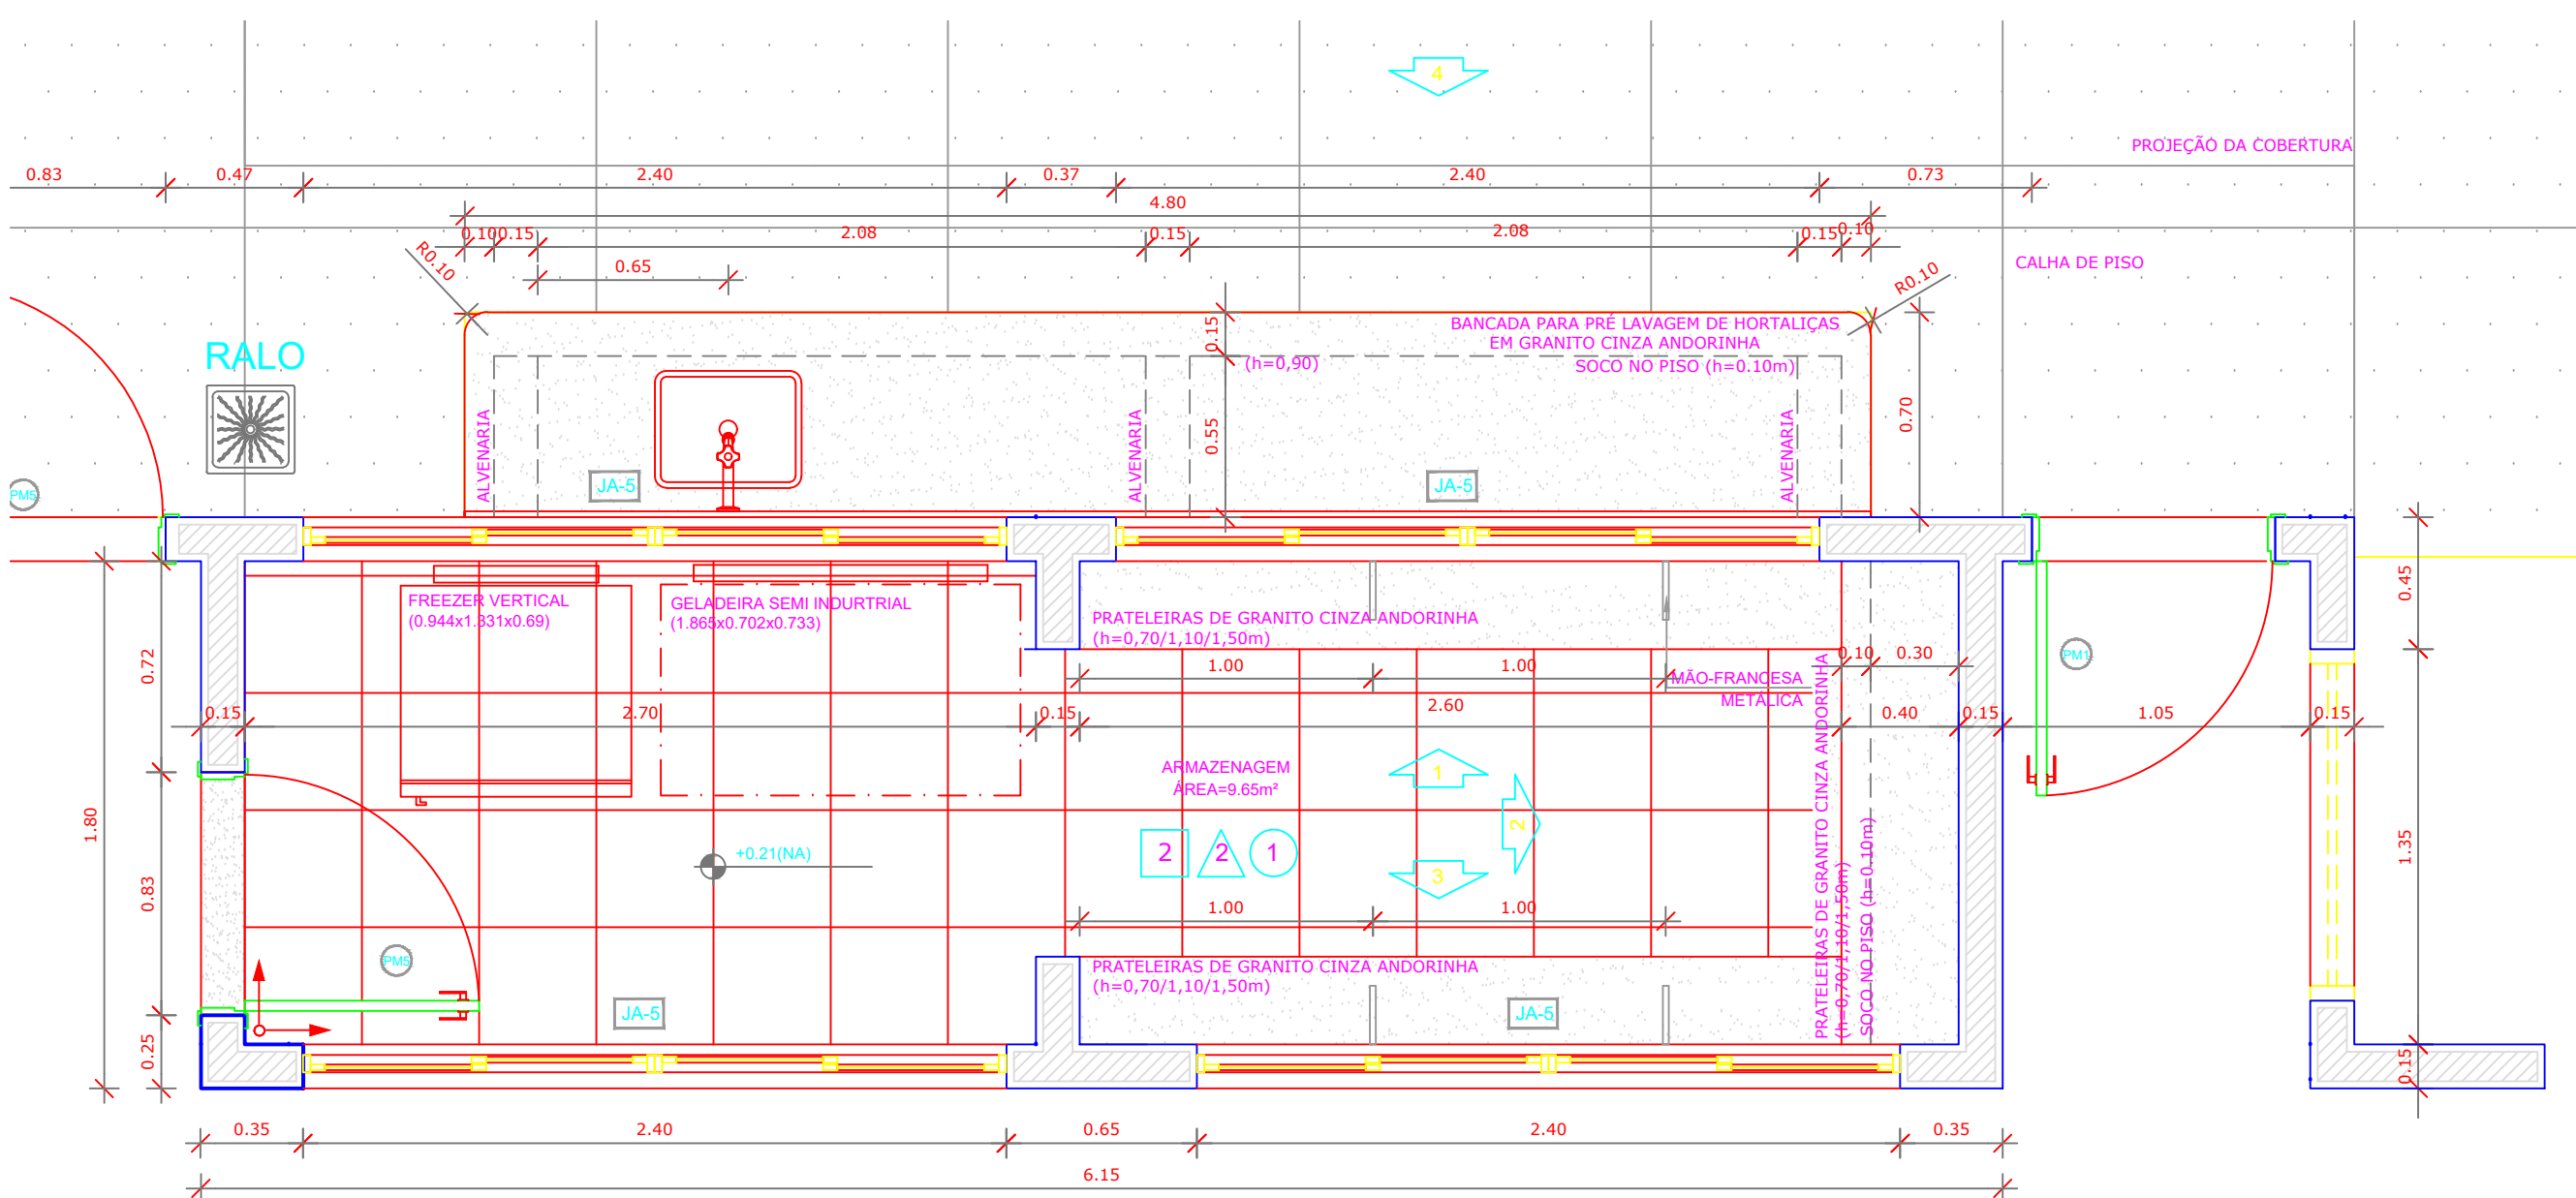 4
PROJEÇÃO DA COBERTURA
0.83
0.47
2.40
0.37
2.40
0.73
4.80
0.10
0.15
2.08
0.15
2.08
0.15
0.10
R0.10
0.65
R0.10
CALHA DE PISO
RALO
0.15
BANCADA PARA PRÉ LAVAGEM DE HORTALIÇAS
EM GRANITO CINZA ANDORINHA
(h=0,90)
SOCO NO PISO (h=0.10m)
ALVENARIA
ALVENARIA
ALVENARIA
0.55
0.70
PM5
JA-5
JA-5
FREEZER VERTICAL
(0.944x1.831x0.69)
GELADEIRA SEMI INDURTRIAL
(1.865x0.702x0.733)
PRATELEIRAS DE GRANITO CINZA ANDORINHA
(h=0,70/1,10/1,50m)
0.45
0.72
1.00
1.00
0.10
0.30
PM1
MÃO-FRANCESA
METÁLICA
0.15
2.70
0.15
2.60
0.40
0.15
1.05
0.15
ARMAZENAGEM
ÁREA=9.65m²
1
2
3
2
2
1
+0.21(NA)
1.80
0.83
1.35
PRATELEIRAS DE GRANITO CINZA ANDORINHA
(h=0,70/1,10/1,50m)
SOCO NO PISO (h=0.10m)
1.00
1.00
PM5
PRATELEIRAS DE GRANITO CINZA ANDORINHA
(h=0,70/1,10/1,50m)
JA-5
JA-5
0.25
0.15
0.35
2.40
0.65
2.40
0.35
6.15